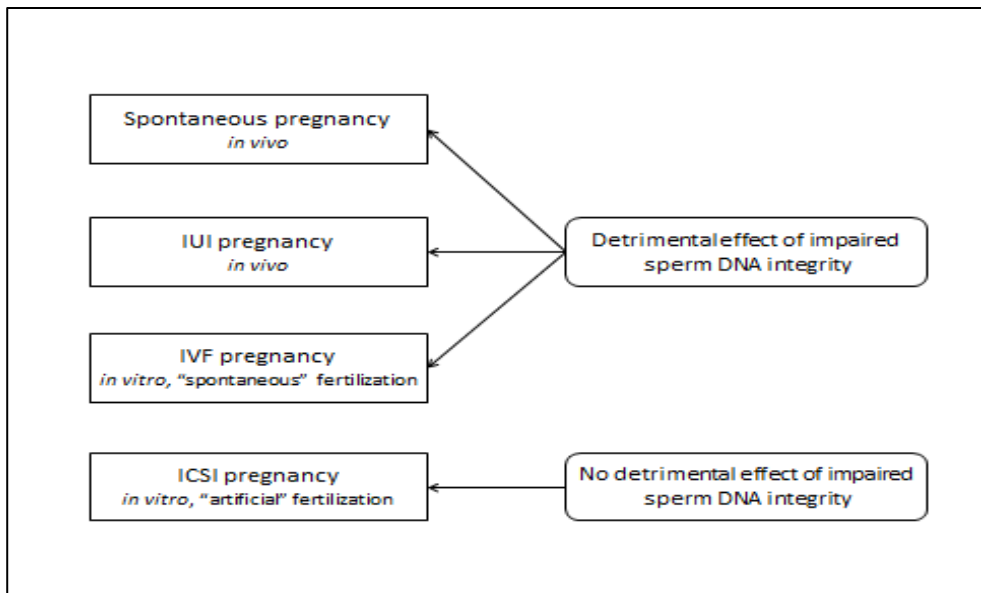 Spontaneous pregnancy
in vivo
IUI pregnancy
in vivo
Detrimental effect of impaired
sperm DNA integrity
IVF pregnancy
in vitro, “spontaneous” fertilization
ICSI pregnancy
in vitro, “artificial” fertilization
No detrimental effect of impaired
sperm DNA integrity